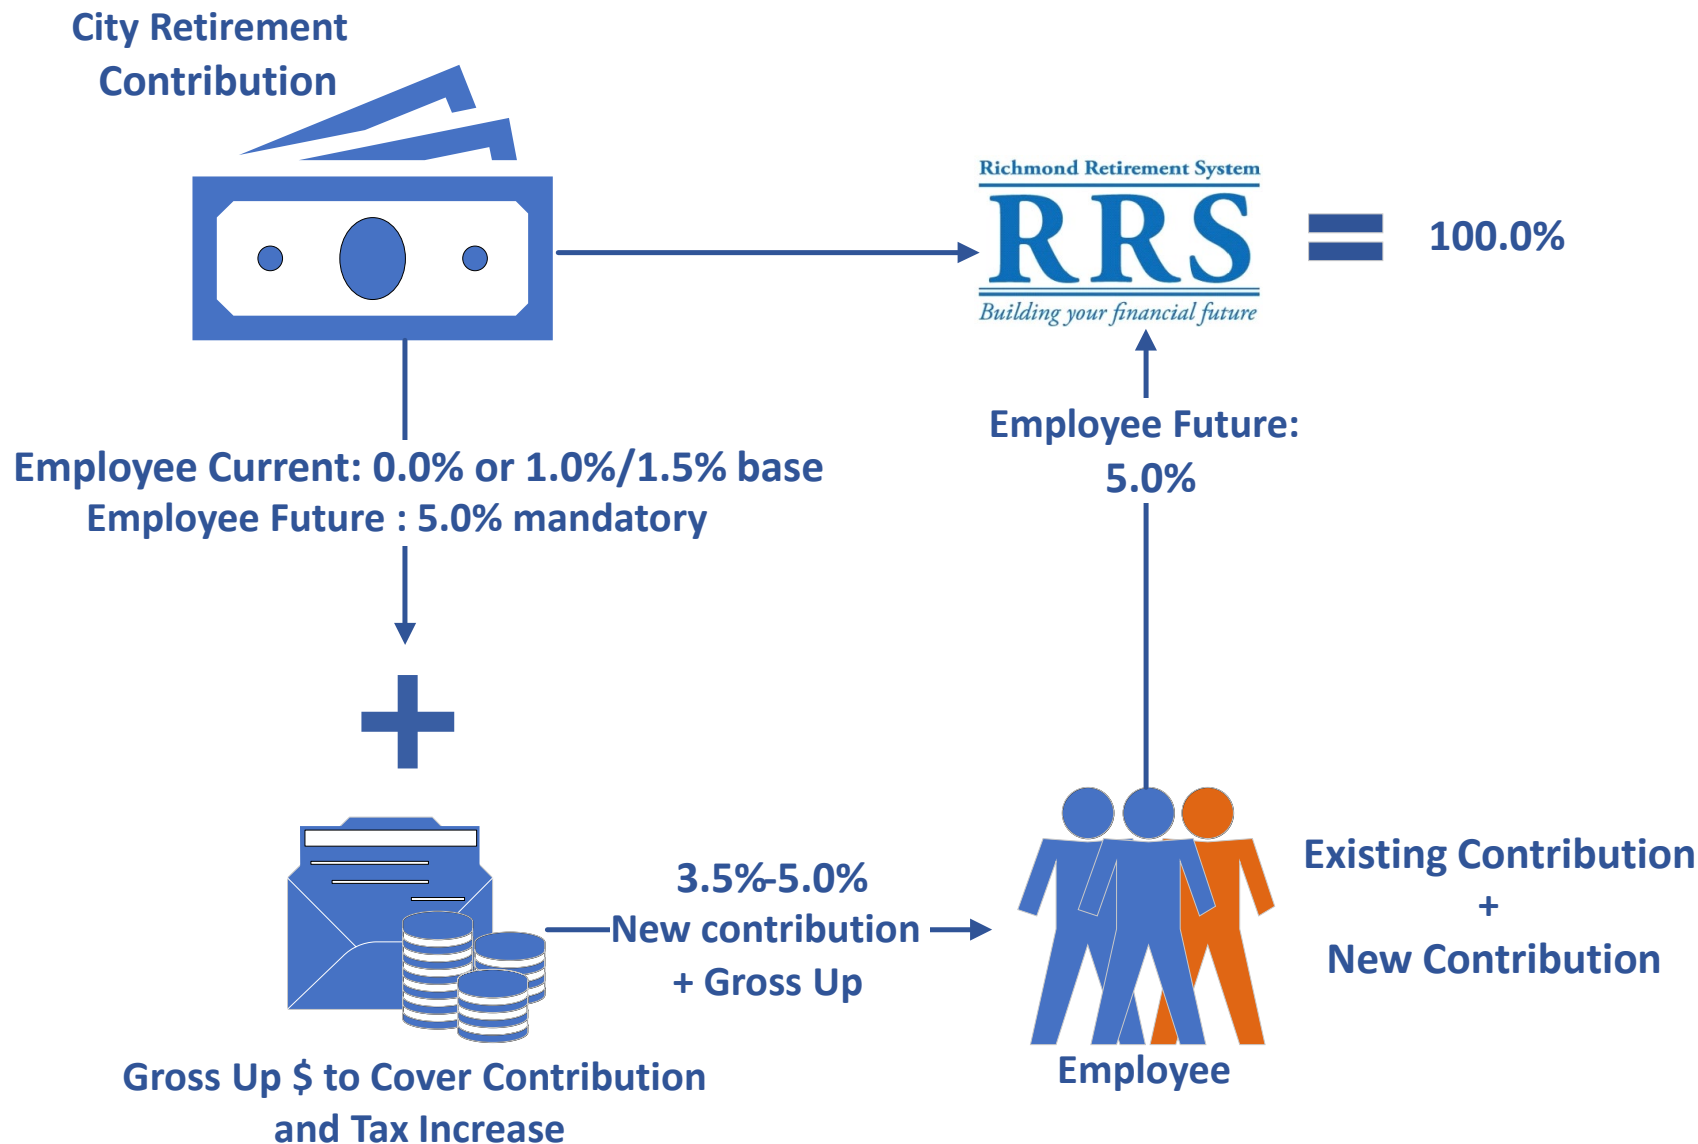 City Retirement
Contribution
Richmond Retirement System
RRS
Building your financial future
100.0%
Employee Future:
5.0%
Employee Current: 0.0% or 1.0%/1.5% base
Employee Future : 5.0% mandatory
3.5%-5.0%
New contribution
+ Gross Up
Existing Contribution
+
New Contribution
Gross Up $ to Cover Contribution
and Tax Increase
Employee